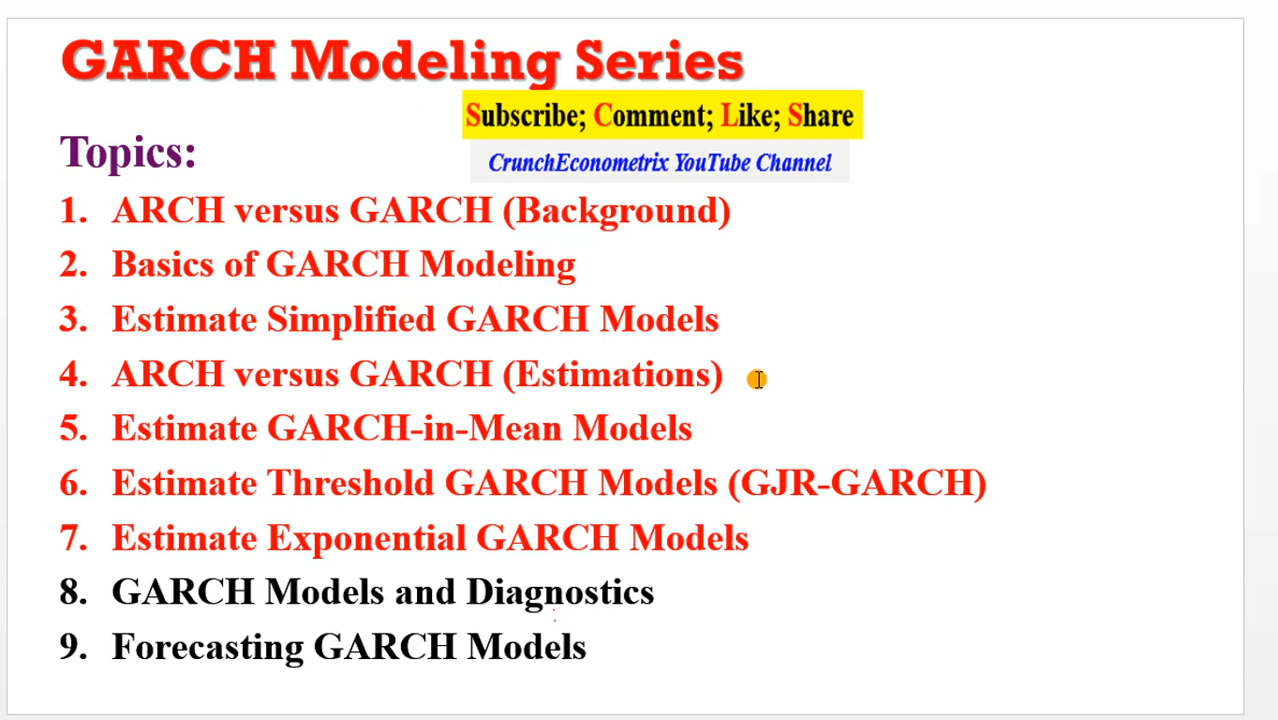 GARCH Modeling Series
Subscribe; Comment; Like; Share
CrunchEconometrix YouTube Channel
Topics:
1. ARCH versus GARCH (Background)
2. Basics of GARCH Modeling
3. Estimate Simplified GARCH Models
4. ARCH versus GARCH (Estimations)
5. Estimate GARCH-in-Mean Models
6. Estimate Threshold GARCH Models (GJR-GARCH)
7. Estimate Exponential GARCH Models
8. GARCH Models and Diagnostics
9. Forecasting GARCH Models